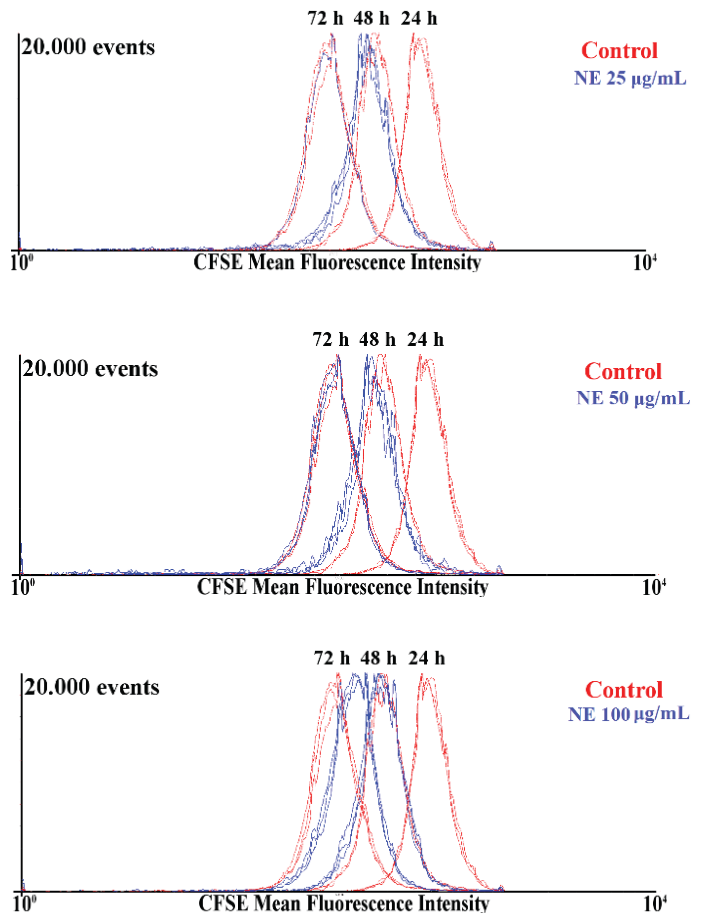 72 h 48 h 24 h
20.000 events
Control
NE 25 µg/mL
10⁰ CFSE Mean Fluorescence Intensity 10⁴
72 h 48 h 24 h
20.000 events
Control
NE 50 µg/mL
10⁰ CFSE Mean Fluorescence Intensity 10⁴
72 h 48 h 24 h
20.000 events
Control
NE 100 µg/mL
10⁰ CFSE Mean Fluorescence Intensity 10⁴